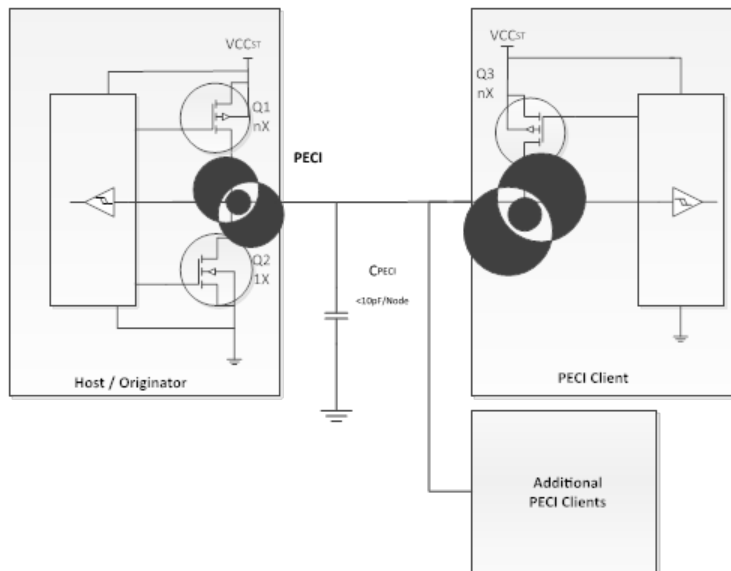 VCCST
Q1
nX
Q2
1X
Host / Originator
PECI
CPECI
<10pF/Node
VCCST
Q3
nX
PECI Client
Additional
PECI Clients